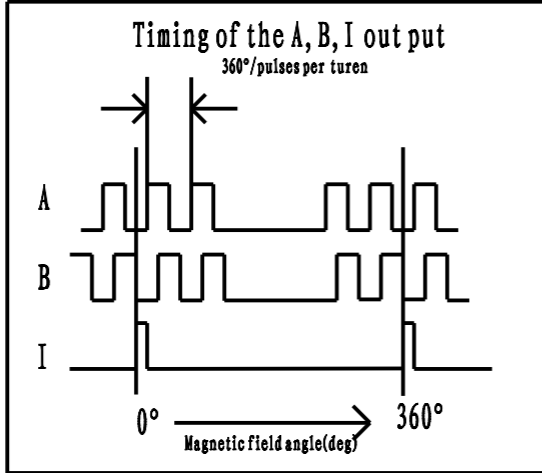 Timing of the A, B, I out put
360°/pulses per turen
A
B
I
0°
360°
Magnetic field angle(deg)